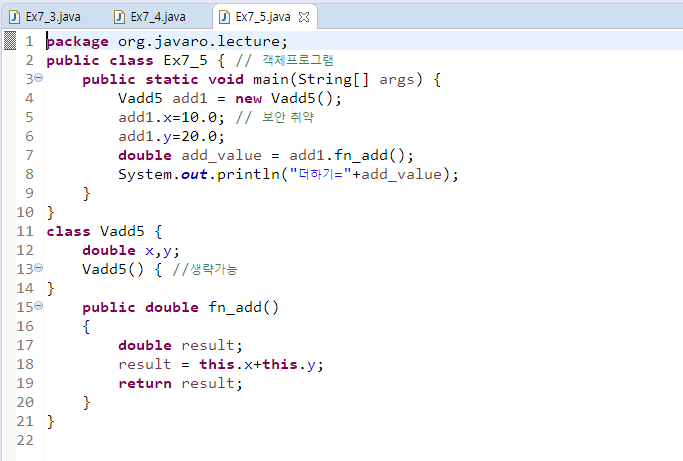 Ex7_3.java Ex7_4.java Ex7_5.java
1 package org.javaro.lecture;
2 public class Ex7_5 { // 객체프로그램
3 public static void main(String[] args) {
4 Vadd5 add1 = new Vadd5();
5 add1.x=10.0; // 보안 취약
6 add1.y=20.0;
7 double add_value = add1.fn_add();
8 System.out.println("더하기="+add_value);
9 }
10 }
11 class Vadd5 {
12 double x,y;
13 Vadd5() { //생략가능
14 }
15 public double fn_add()
16 {
17 double result;
18 result = this.x+this.y;
19 return result;
20 }
21 }
22